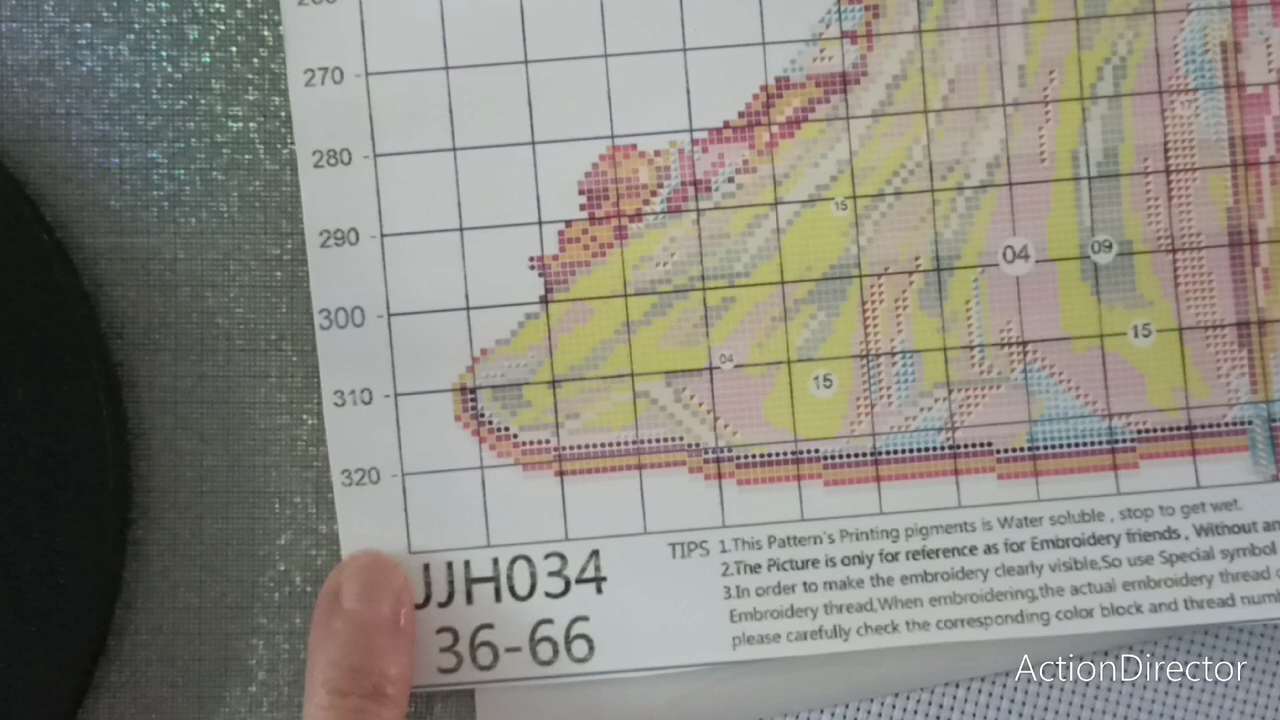 270
280
15
290
04
09
300
15
04
310
15
320
JJH034
36-66
TIPS 1.This Pattern's Printing pigments is Water soluble , stop to get wet.
2.The Picture is onliy for reference as for Embroidery friends , Without
3.In order to make the embroidery clearly visible,So use Special symbol
Embroidery thread,When embroidering,the actual embroidery thread
please carefully check the corresponding color block and thread
ActionDirector